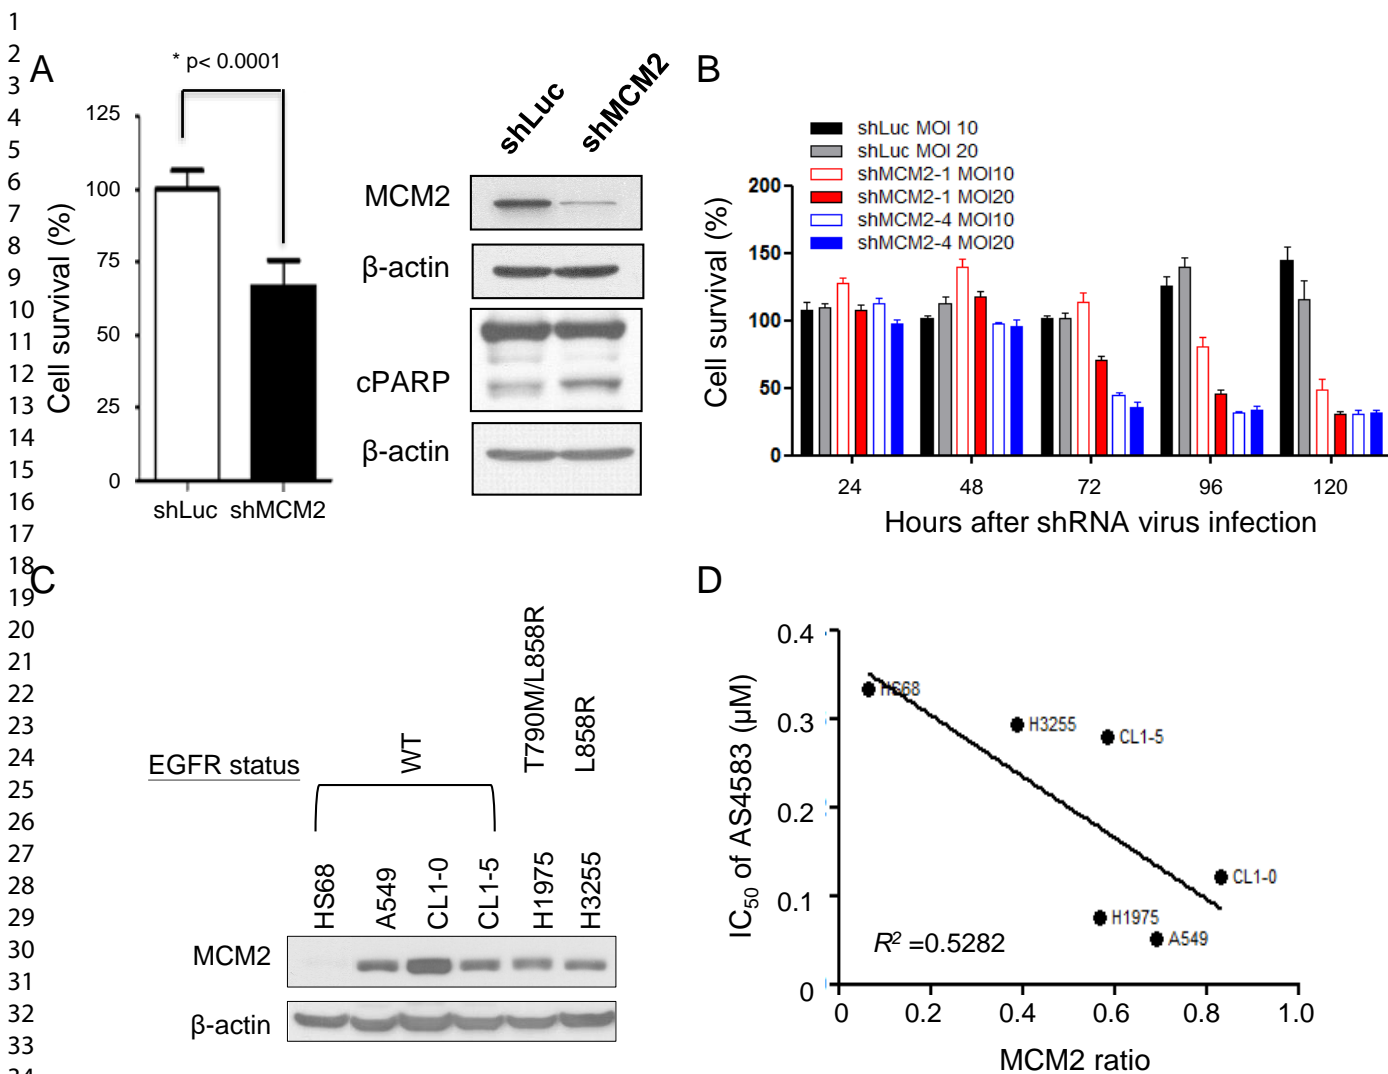 1
2
3
4
5
6
7
8
9
10
11
12
13
14
15
16
17
18
19
20
21
22
23
24
25
26
27
28
29
30
31
32
33
A
* p< 0.0001
125
100
75
50
25
0
Cell survival (%)
shLuc shMCM2
shLuc
shMCM2
MCM2
β-actin
cPARP
β-actin
B
shLuc MOI 10
shLuc MOI 20
shMCM2-1 MOI10
shMCM2-1 MOI20
shMCM2-4 MOI10
shMCM2-4 MOI20
200
150
100
50
0
Cell survival (%)
24 48 72 96 120
Hours after shRNA virus infection
C
EGFR status
WT
T790M/L858R
L858R
HS68
A549
CL1-0
CL1-5
H1975
H3255
MCM2
β-actin
D
0.4
0.3
0.2
0.1
0
IC50 of AS4583 (μM)
HS68
H3255
CL1-5
CL1-0
H1975
A549
R² =0.5282
0 0.2 0.4 0.6 0.8 1.0
MCM2 ratio